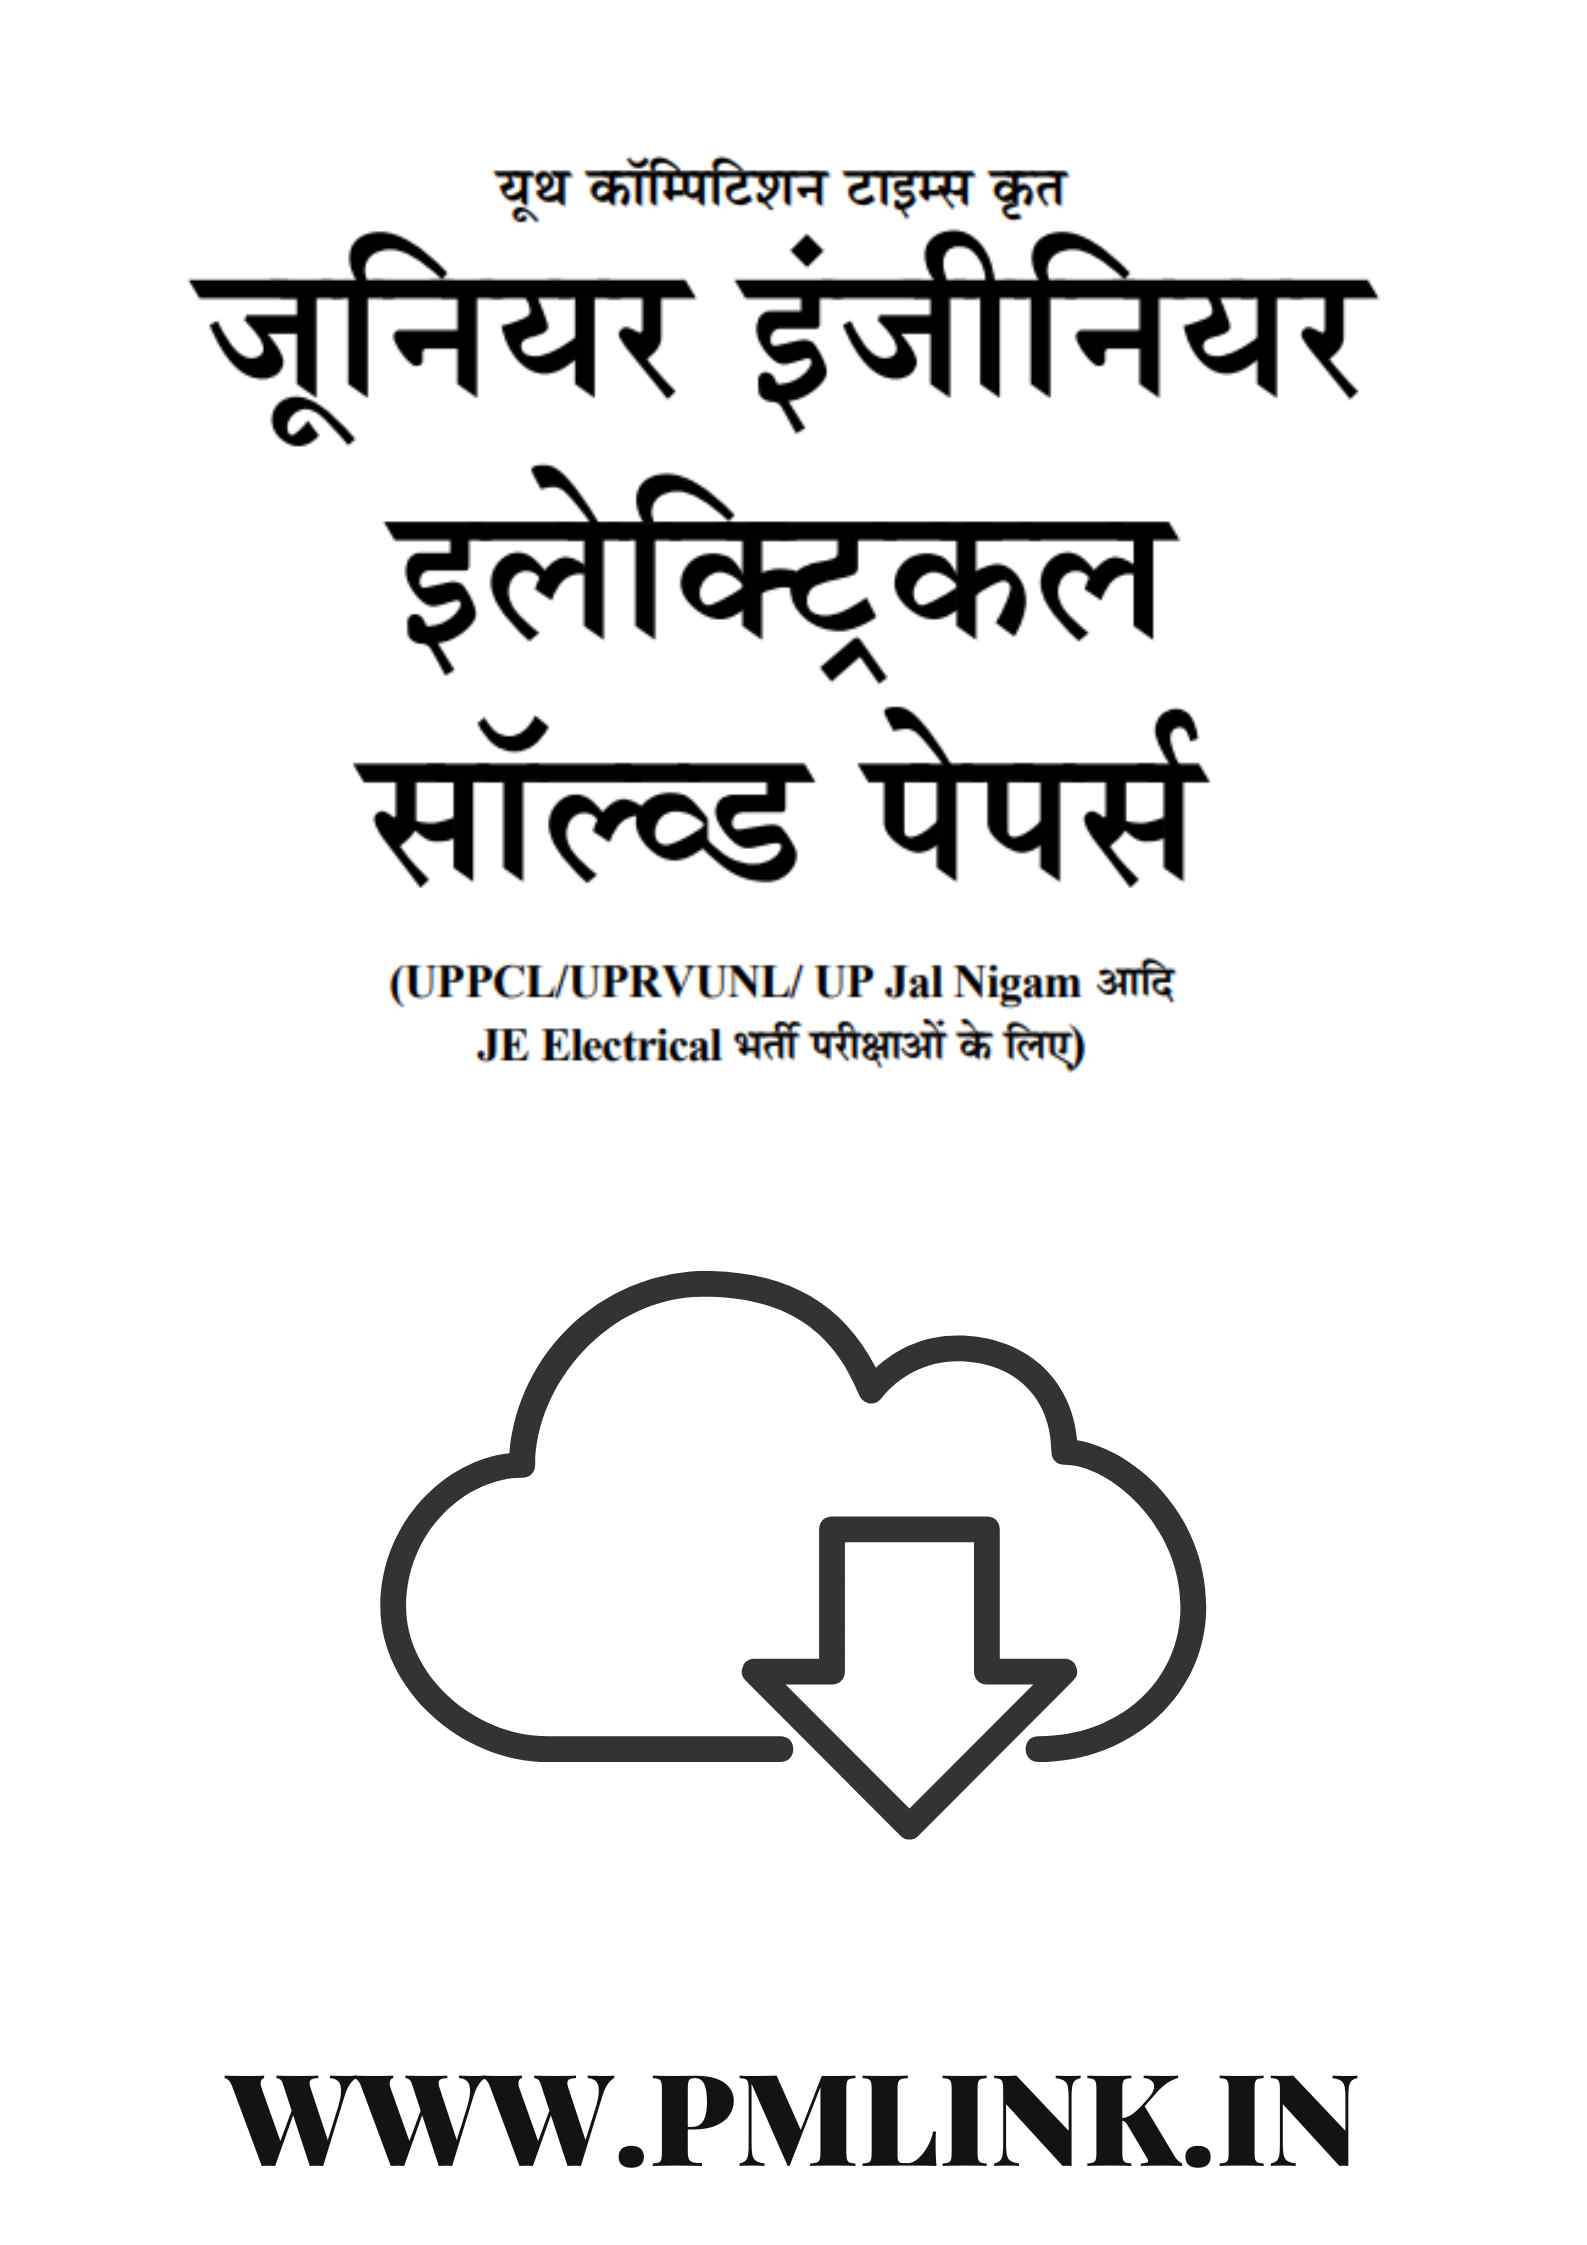 यूथ कॉम्पिटिशन टाइम्स कृत
जूनियर इंजीनियर
इलेक्ट्रिकल
सॉल्व्ड पेपर्स
(UPPCL/UPRVUNL/ UP Jal Nigam आदि
JE Electrical भर्ती परीक्षाओं के लिए)
WWW.PMLINK.IN